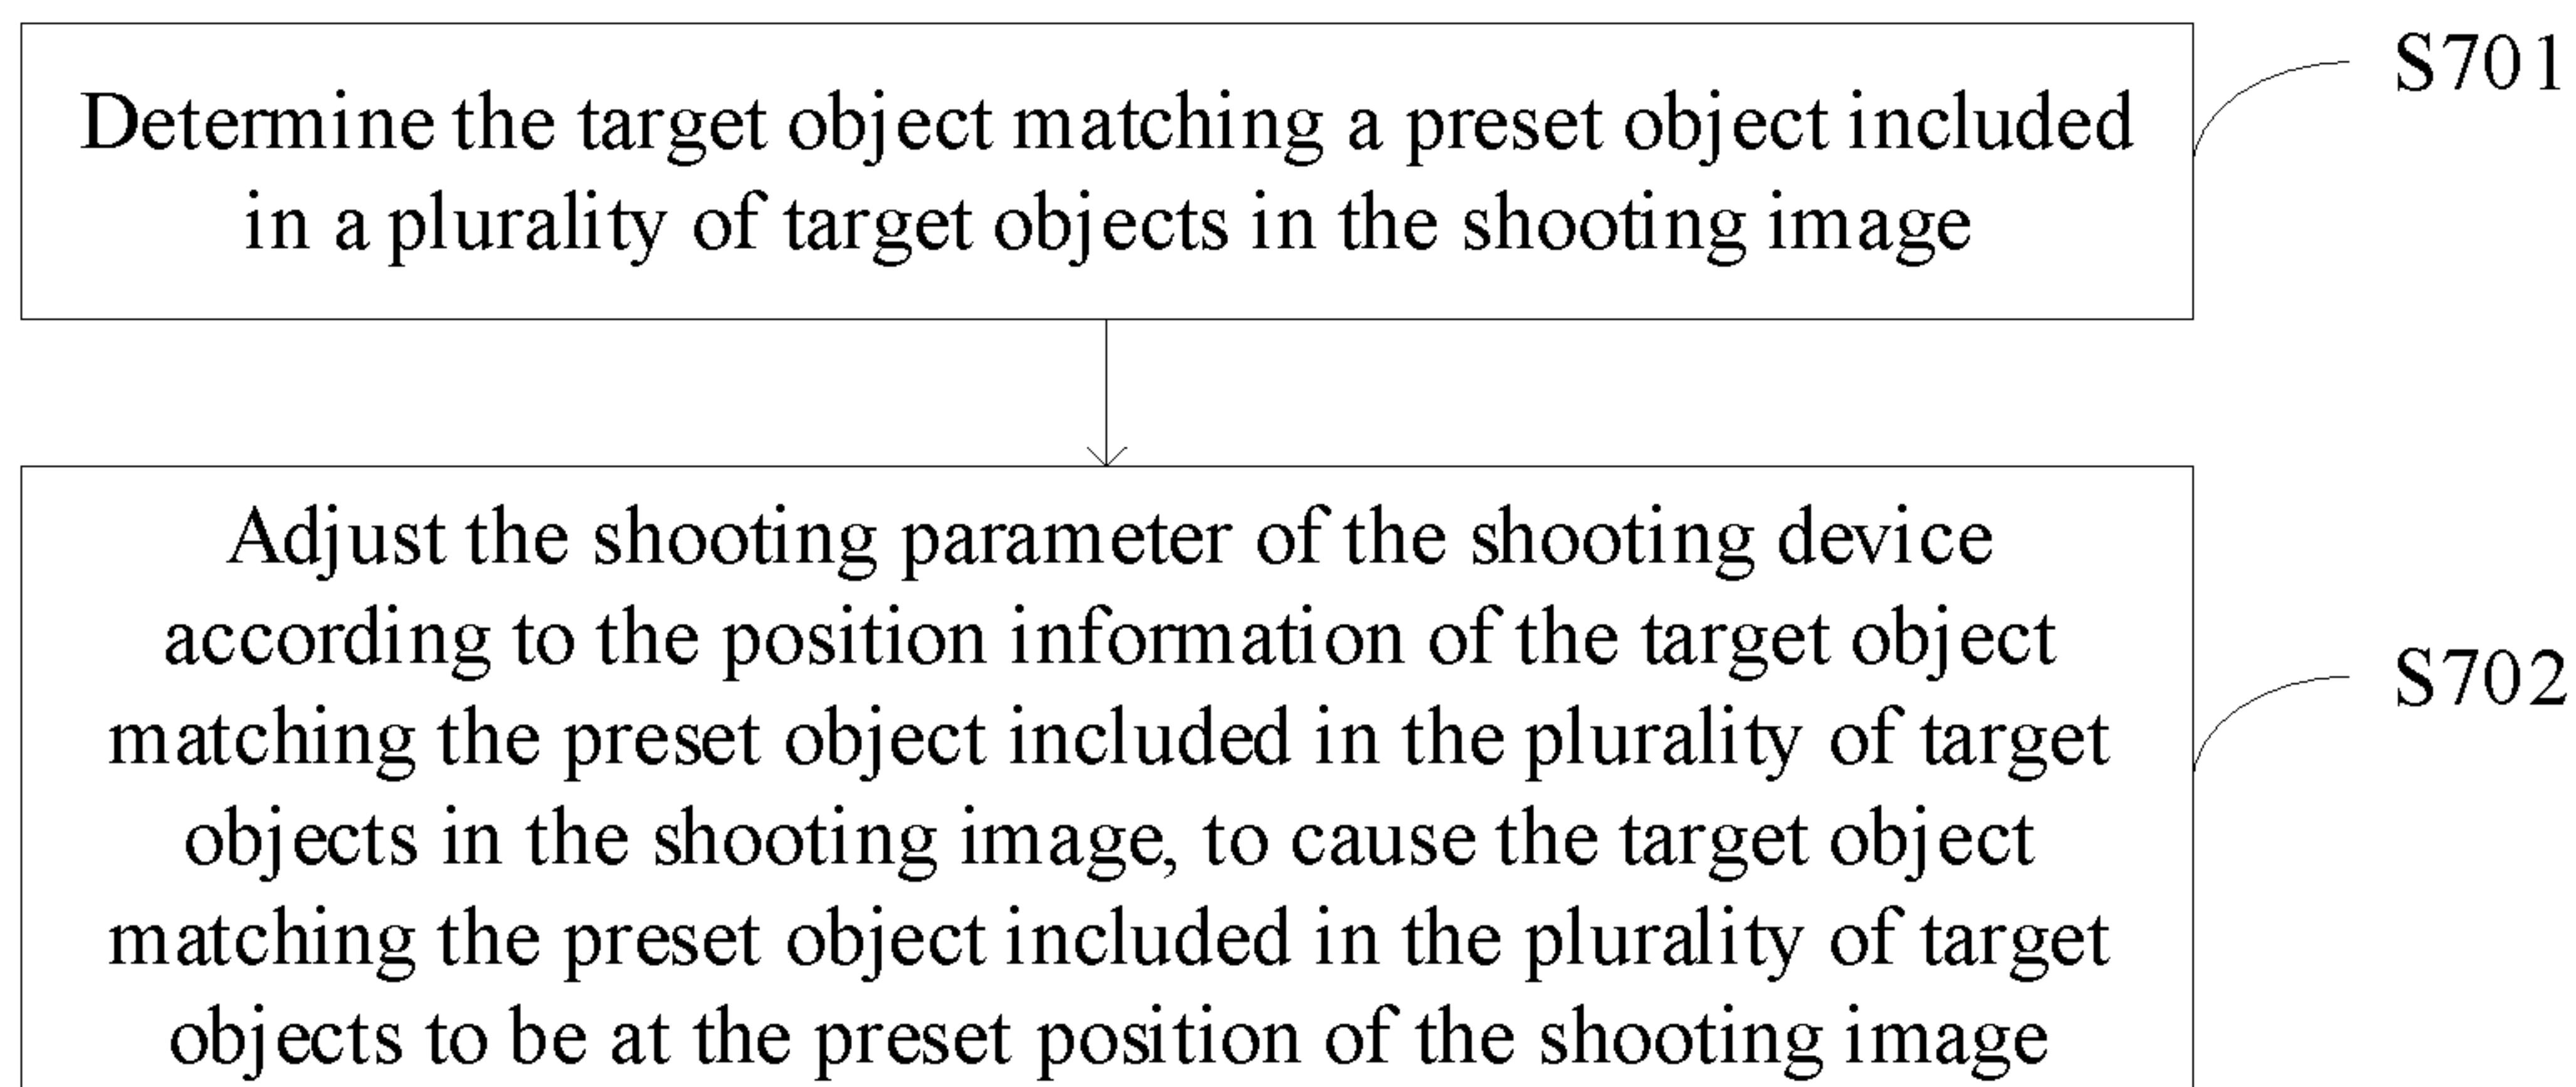 Determine the target object matching a preset object included
in a plurality of target objects in the shooting image
S701
Adjust the shooting parameter of the shooting device
according to the position information of the target object
matching the preset object included in the plurality of target
objects in the shooting image, to cause the target object
matching the preset object included in the plurality of target
objects to be at the preset position of the shooting image
S702